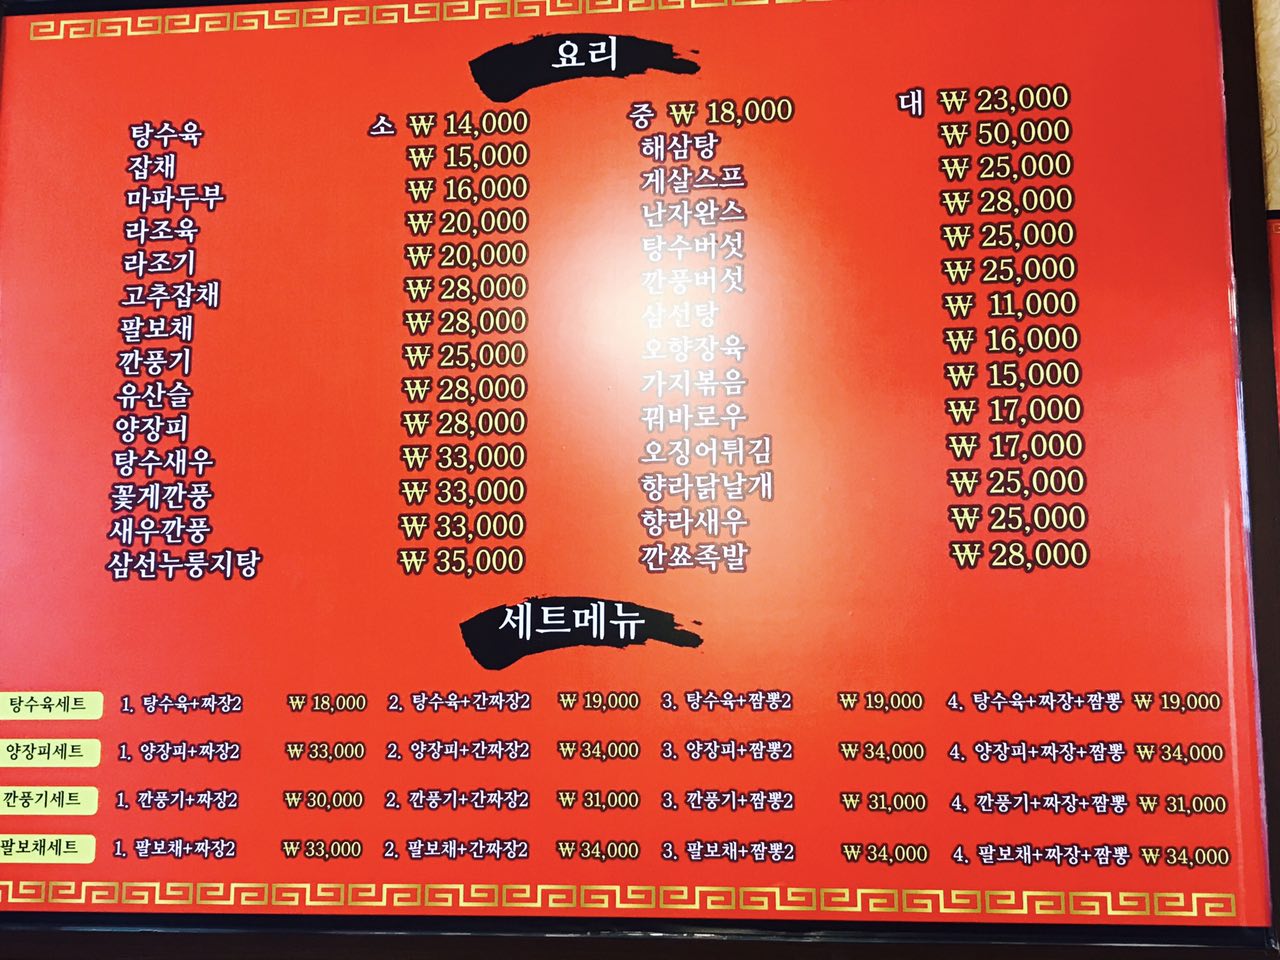 요리
탕수육 소 ₩ 14,000 중 ₩ 18,000 대 ₩ 23,000
잡채 ₩ 15,000 해삼탕 ₩ 50,000
마파두부 ₩ 16,000 게살스프 ₩ 25,000
라조육 ₩ 20,000 난자완스 ₩ 28,000
라조기 ₩ 20,000 탕수버섯 ₩ 25,000
고추잡채 ₩ 28,000 깐풍버섯 ₩ 25,000
팔보채 ₩ 28,000 삼선탕 ₩ 11,000
깐풍기 ₩ 25,000 오향장육 ₩ 16,000
유산슬 ₩ 28,000 가지볶음 ₩ 15,000
양장피 ₩ 28,000 꿔바로우 ₩ 17,000
탕수새우 ₩ 33,000 오징어튀김 ₩ 17,000
꽃게깐풍 ₩ 33,000 향라닭날개 ₩ 25,000
새우깐풍 ₩ 33,000 향라새우 ₩ 25,000
삼선누룽지탕 ₩ 35,000 깐쑈족발 ₩ 28,000
세트메뉴
탕수육세트 1. 탕수육+짜장2 ₩ 18,000 2. 탕수육+간짜장2 ₩ 19,000 3. 탕수육+짬뽕2 ₩ 19,000 4. 탕수육+짜장+짬뽕 ₩ 19,000
양장피세트 1. 양장피+짜장2 ₩ 33,000 2. 양장피+간짜장2 ₩ 34,000 3. 양장피+짬뽕2 ₩ 34,000 4. 양장피+짜장+짬뽕 ₩ 34,000
깐풍기세트 1. 깐풍기+짜장2 ₩ 30,000 2. 깐풍기+간짜장2 ₩ 31,000 3. 깐풍기+짬뽕2 ₩ 31,000 4. 깐풍기+짜장+짬뽕 ₩ 31,000
팔보채세트 1. 팔보채+짜장2 ₩ 33,000 2. 팔보채+간짜장2 ₩ 34,000 3. 팔보채+짬뽕2 ₩ 34,000 4. 팔보채+짜장+짬뽕 ₩ 34,000